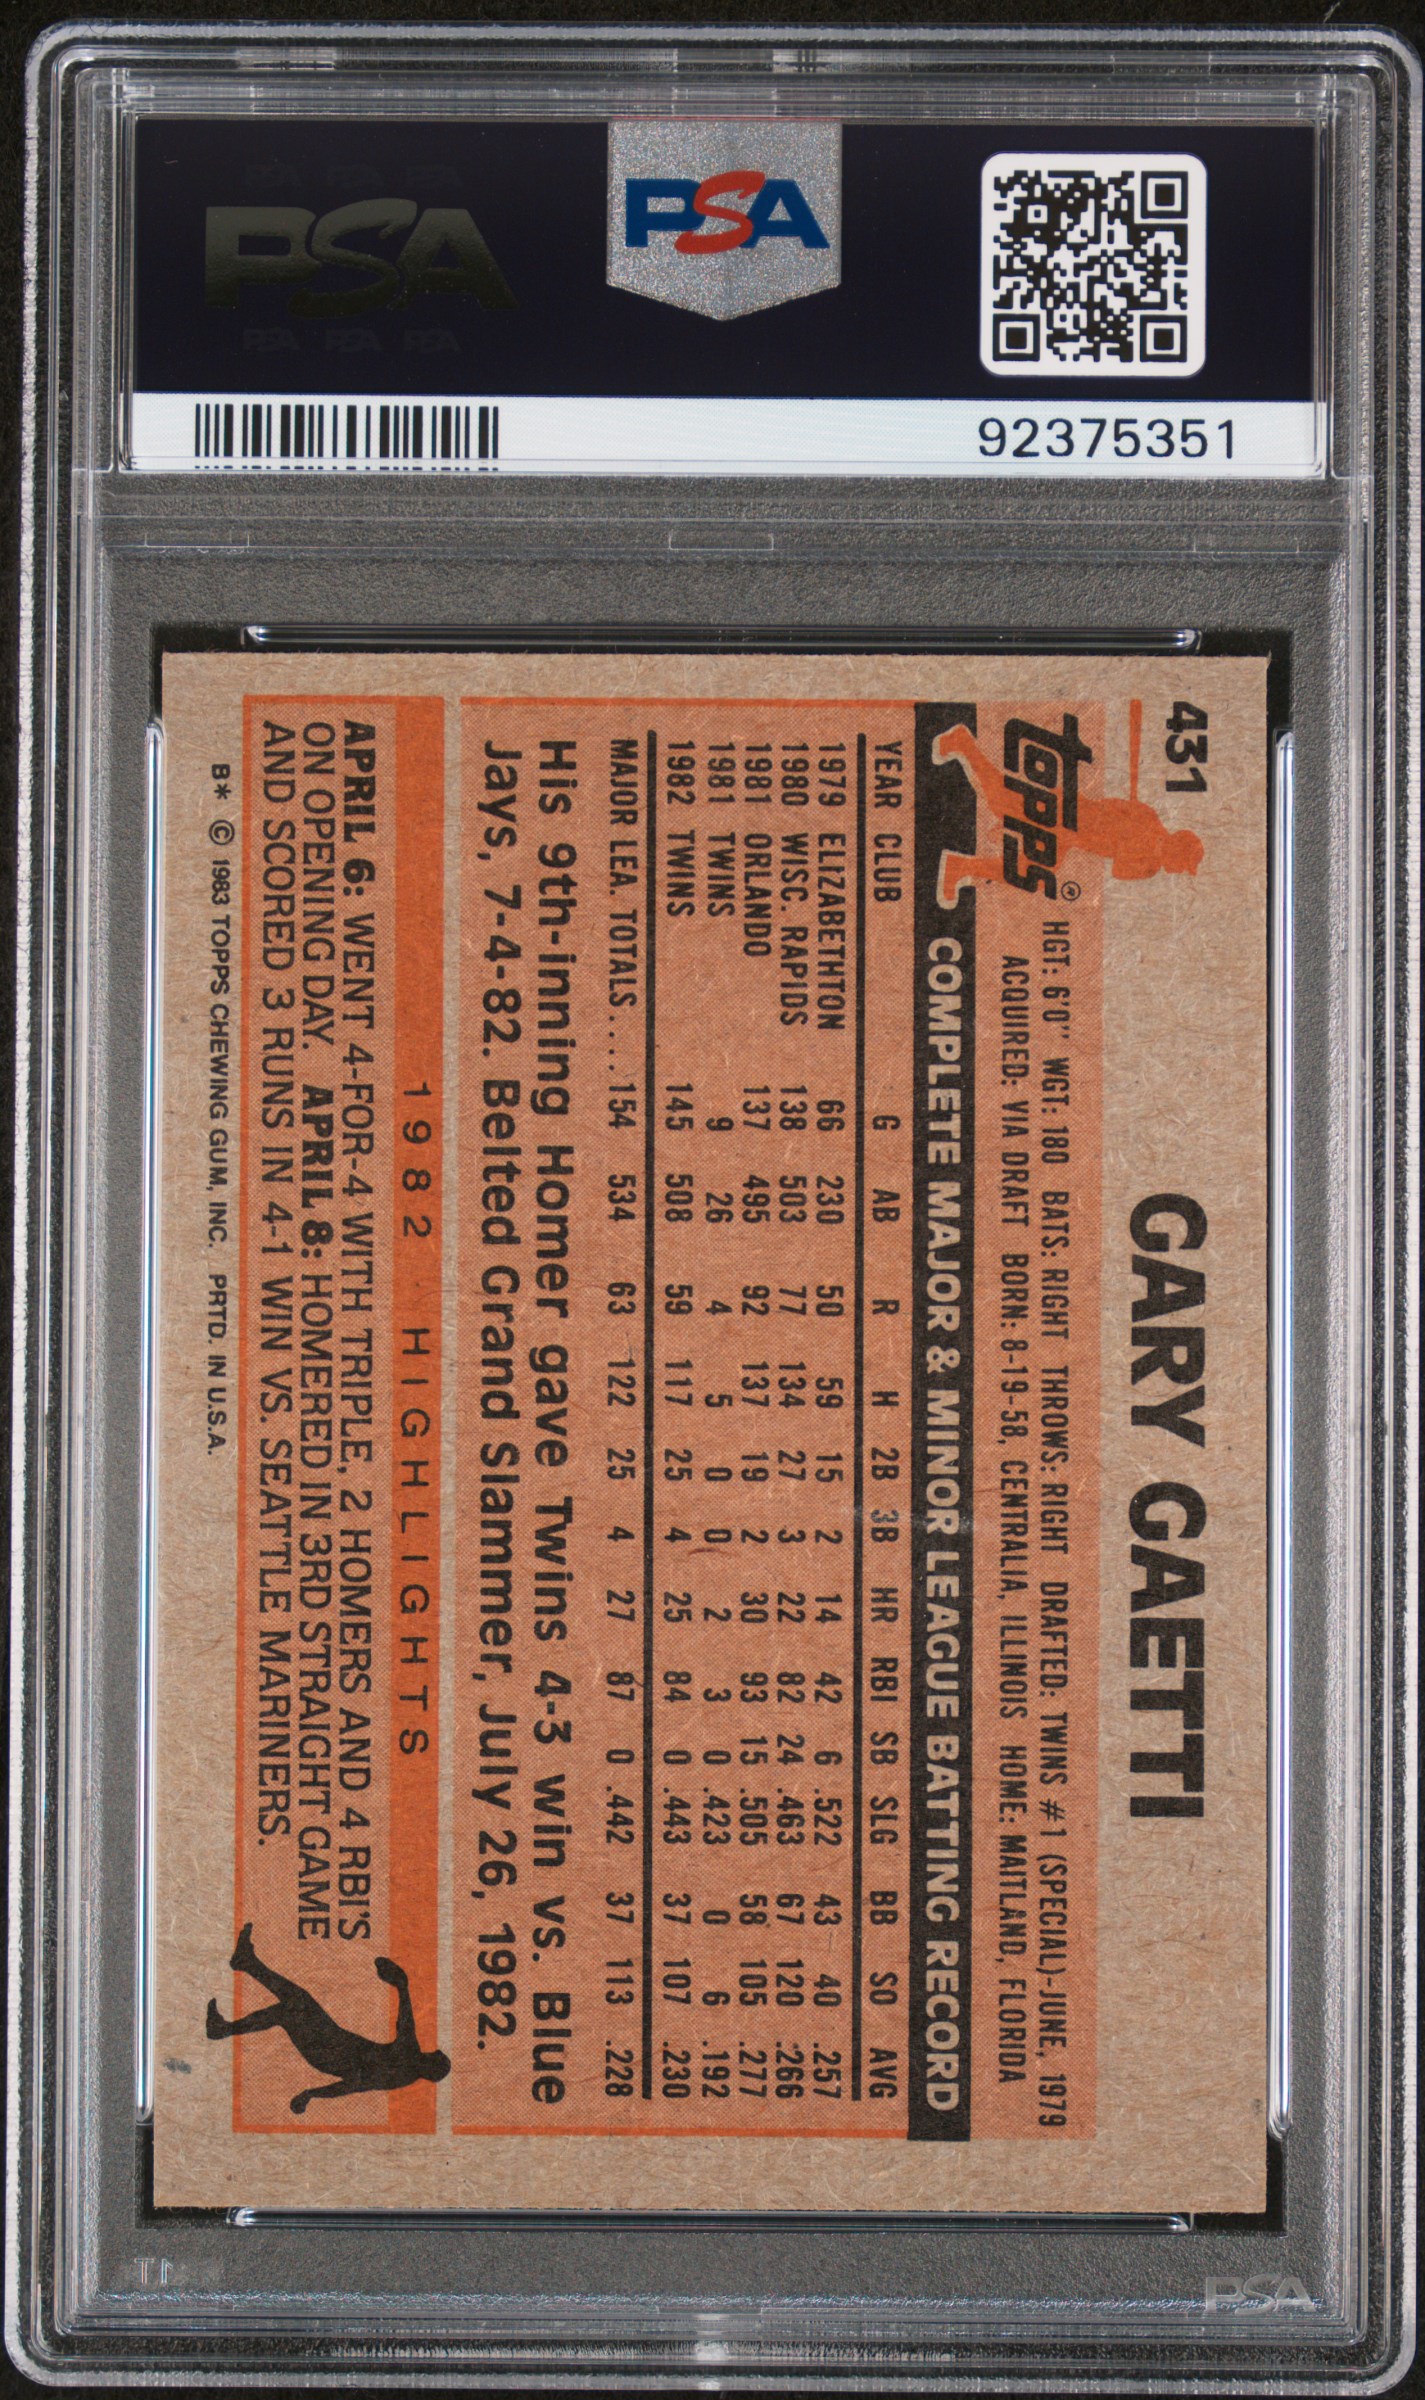 PSA PSA PSA
PSA
PSA PSA PSA
PSA
92375351
431
GARY GAETTI
Topps®
HGT: 6'0" WGT: 180 BATS: RIGHT THROWS: RIGHT DRAFTED: TWINS #1 (SPECIAL)-JUNE, 1979
ACQUIRED: VIA DRAFT BORN: 8-19-58, CENTRALIA, ILLINOIS HOME: MAITLAND, FLORIDA
COMPLETE MAJOR & MINOR LEAGUE BATTING RECORD
YEAR CLUB G AB R H 2B 3B HR RBI SB SLG BB SO AVG
1979 ELIZABETHTON 66 230 50 59 15 2 14 42 6 .522 43 40 .257
1980 WISC. RAPIDS 138 503 77 134 27 3 22 82 24 .463 67 120 .266
1981 ORLANDO 137 495 92 137 19 2 30 93 15 .505 58 105 .277
1981 TWINS 9 26 4 5 0 0 2 3 0 .423 0 6 .192
1982 TWINS 145 508 59 117 25 4 25 84 0 .443 37 107 .230
MAJOR LEA. TOTALS....154 534 63 122 25 4 27 87 0 .442 37 113 .228
His 9th-inning Homer gave Twins 4-3 win vs. Blue
Jays, 7-4-82. Belted Grand Slammer, July 26, 1982.
1982 HIGHLIGHTS
APRIL 6: WENT 4-FOR-4 WITH TRIPLE, 2 HOMERS AND 4 RBI'S
ON OPENING DAY. APRIL 8: HOMERED IN 3RD STRAIGHT GAME
AND SCORED 3 RUNS IN 4-1 WIN VS. SEATTLE MARINERS.
B* © 1983 TOPPS CHEWING GUM, INC. PRTD. IN U.S.A.
PSA